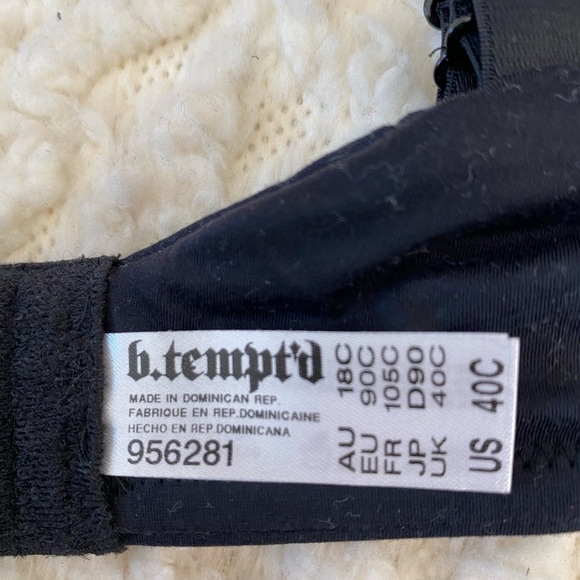 b.tempt'd
MADE IN DOMINICAN REP.
FABRIQUE EN REP.DOMINICAINE
HECHO EN REP.DOMINICANA
956281
AU 18C
EU 90C
FR 105C
JP D90
UK 40C
US 40C